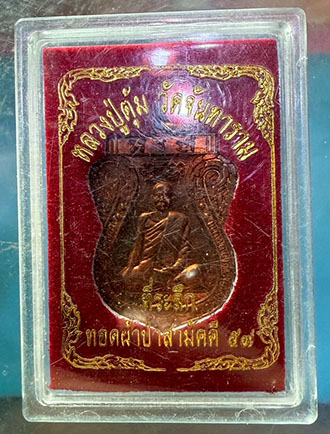 หลวงปู่ตุ้ม วัดจันทาราม
ที่ระลึก
ทอดผ้าป่าสามัคคี ๕๗